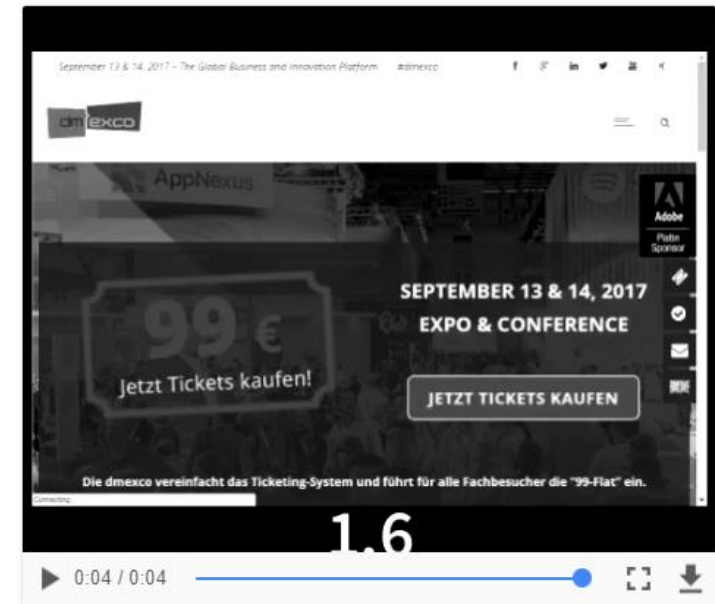 September 13 & 14, 2017 – The Global Business and Innovation Platform #dmexco
dmexco
AppNexus
Adobe
Platin
Sponsor
99 €
Jetzt Tickets kaufen!
SEPTEMBER 13 & 14, 2017
EXPO & CONFERENCE
JETZT TICKETS KAUFEN
Die dmexco vereinfacht das Ticketing-System und führt für alle Fachbesucher die "99-Flat" ein.
Connecting...
1.6
0:04 / 0:04